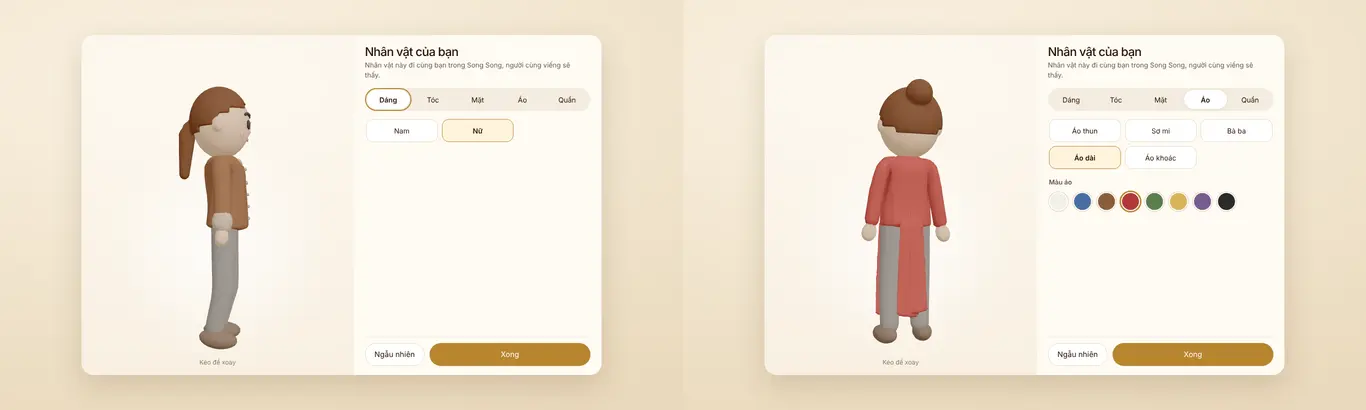 Nhân vật của bạn
Nhân vật này đi cùng bạn trong Song Song, người cùng viếng sẽ
thấy.
Dáng Tóc Mặt Áo Quần
Nam Nữ
Kéo để xoay
Ngẫu nhiên Xong
Nhân vật của bạn
Nhân vật này đi cùng bạn trong Song Song, người cùng viếng sẽ
thấy.
Dáng Tóc Mặt Áo Quần
Áo thun Sơ mi Bà ba
Áo dài Áo khoác
Màu áo
Kéo để xoay
Ngẫu nhiên Xong